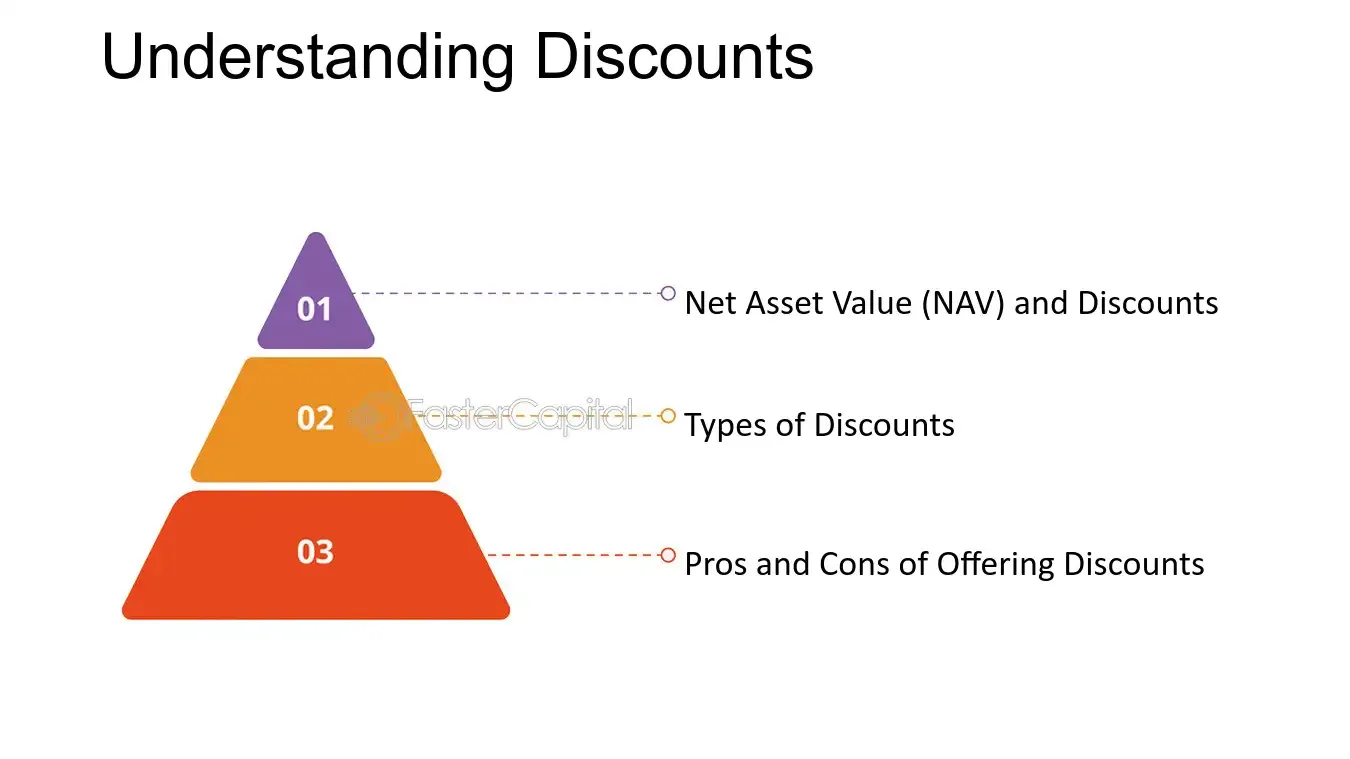 Understanding Discounts
01
Net Asset Value (NAV) and Discounts
02
FasterCapital
Types of Discounts
03
Pros and Cons of Offering Discounts